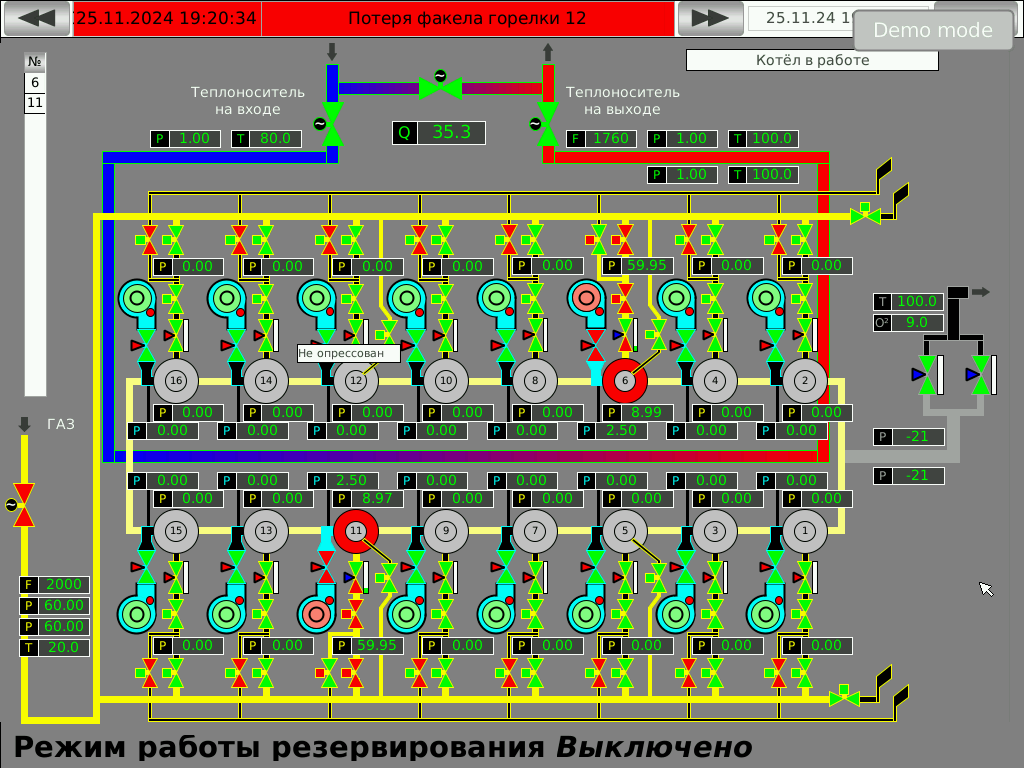 25.11.2024 19:20:34 Потеря факела горелки 12 25.11.24
Demo mode
№
6
11
Котёл в работе
Теплоноситель
на входе
Теплоноситель
на выходе
P 1.00 T 80.0 Q 35.3 F 1760 P 1.00 T 100.0
P 1.00 T 100.0
P 0.00 P 0.00 P 0.00 P 0.00 P 0.00 P 59.95 P 0.00 P 0.00
T 100.0
O² 9.0
Не опрессован
16 14 12 10 8 6 4 2
P 0.00 P 0.00 P 0.00 P 0.00 P 0.00 P 8.99 P 0.00 P 0.00
P 0.00 P 0.00 P 0.00 P 0.00 P 0.00 P 2.50 P 0.00 P 0.00
ГАЗ
P -21
P -21
P 0.00 P 0.00 P 2.50 P 0.00 P 0.00 P 0.00 P 0.00 P 0.00
P 0.00 P 0.00 P 8.97 P 0.00 P 0.00 P 0.00 P 0.00 P 0.00
15 13 11 9 7 5 3 1
F 2000
P 60.00
P 60.00
T 20.0
P 0.00 P 0.00 P 59.95 P 0.00 P 0.00 P 0.00 P 0.00 P 0.00
Режим работы резервирования Выключено